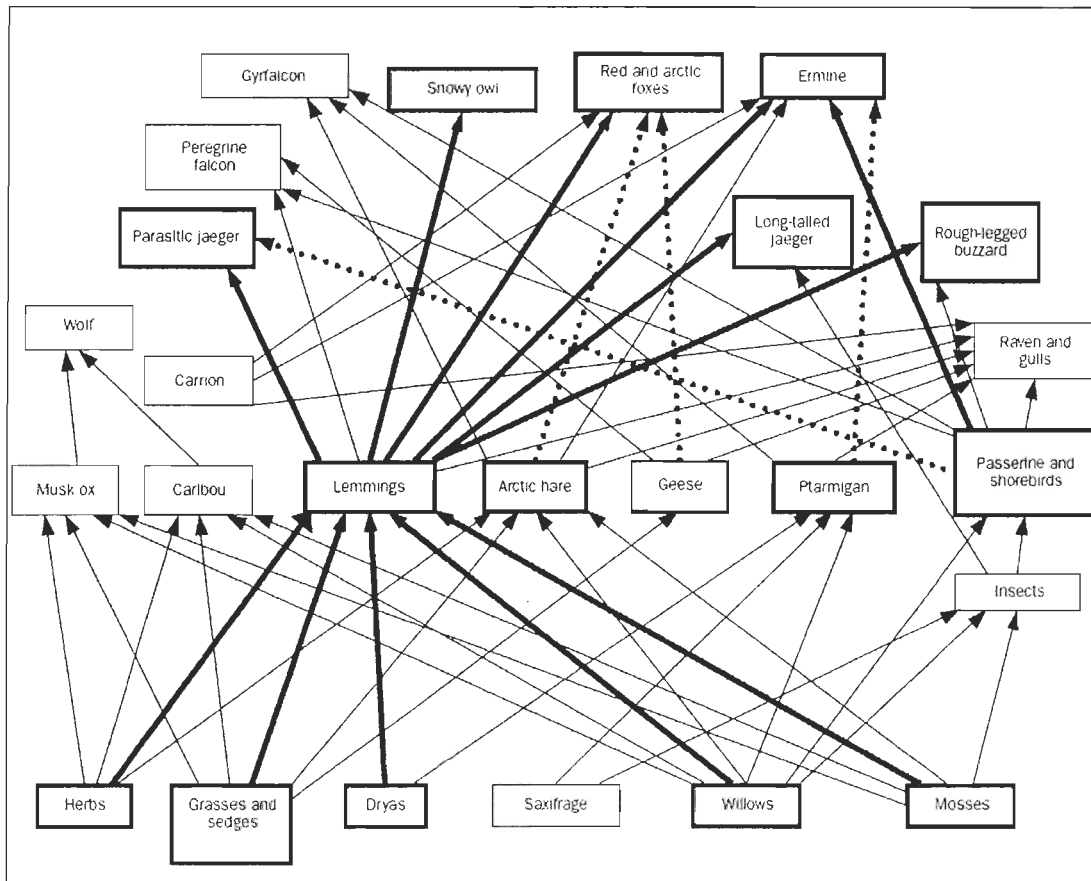 Gyrfalcon
Snowy owl
Red and arctic
foxes
Ermine
Peregrine
falcon
Parasitic jaeger
Long-tailed
jaeger
Rough-legged
buzzard
Wolf
Carrion
Raven and
gulls
Musk ox
Caribou
Lemmings
Arctic hare
Geese
Ptarmigan
Passerine and
shorebirds
Insects
Herbs
Grasses and
sedges
Dryas
Saxifrage
Willows
Mosses